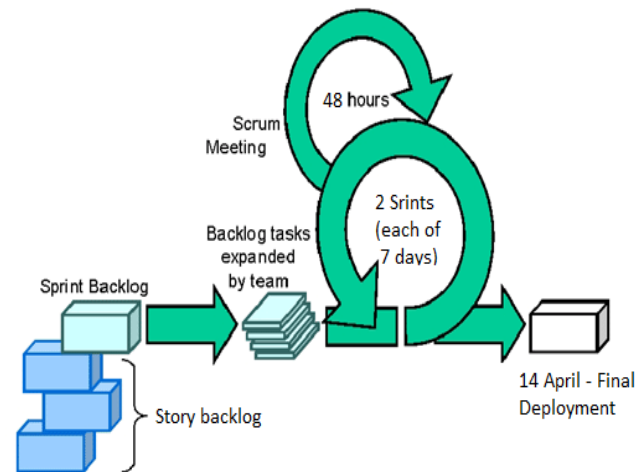 48 hours
Scrum
Meeting
2 Srints
(each of
7 days)
Backlog tasks
expanded
by team
Sprint Backlog
Story backlog
14 April - Final
Deployment